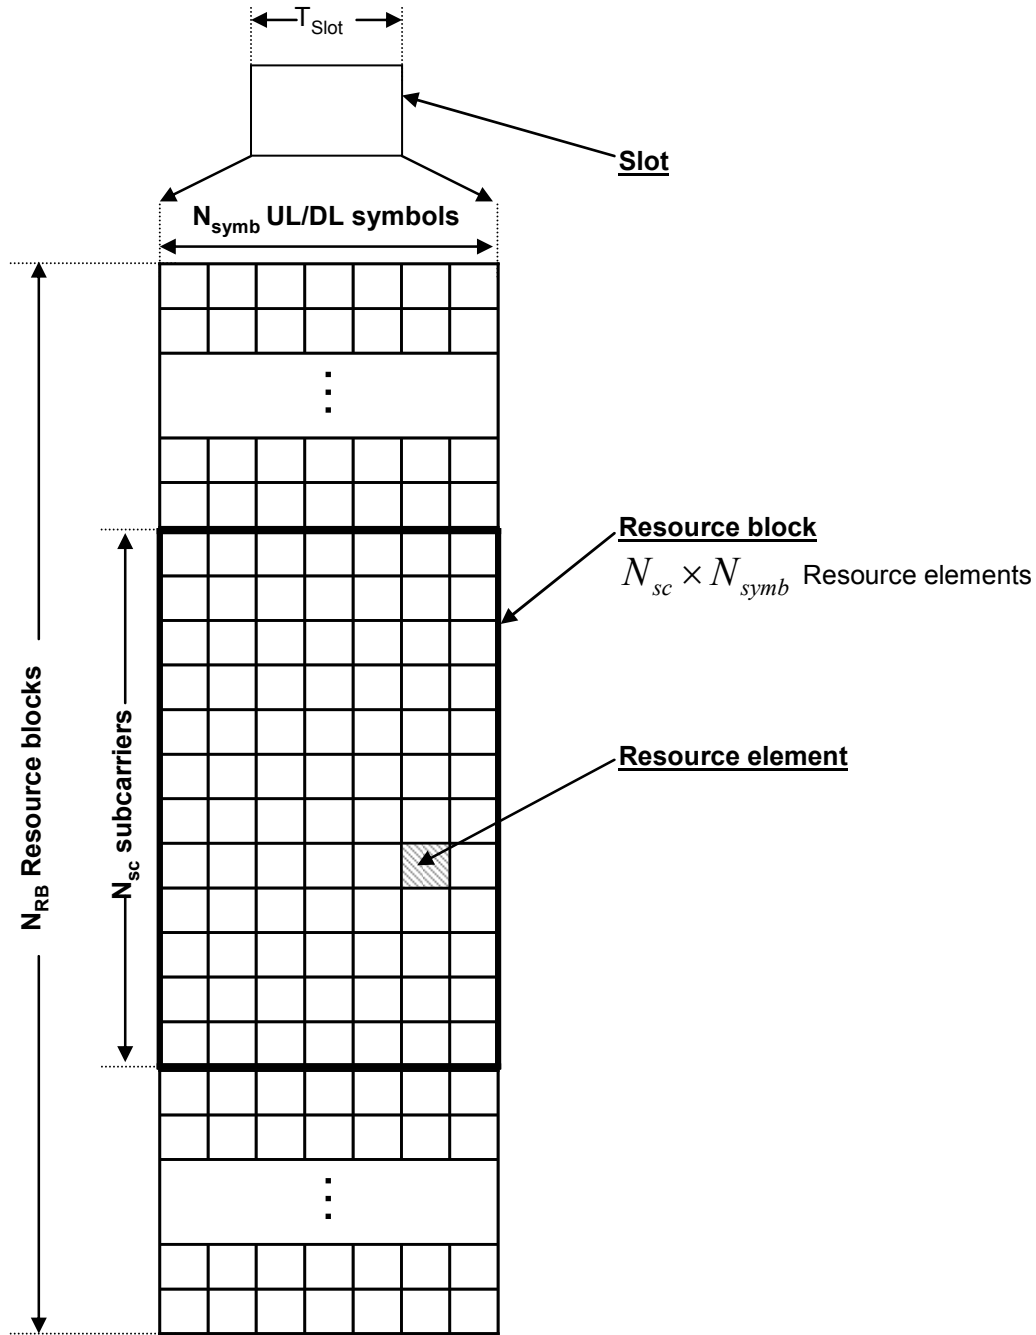 T_Slot
Slot
N_symb UL/DL symbols
Resource block
N_sc × N_symb Resource elements
N_RB Resource blocks
N_sc subcarriers
Resource element